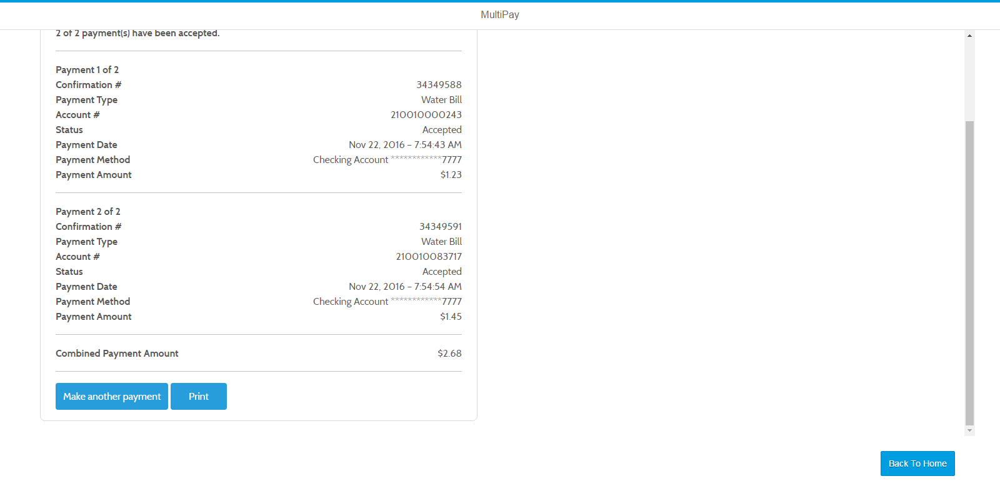 MultiPay
2 of 2 payment(s) have been accepted.
Payment 1 of 2
Confirmation # 34349588
Payment Type Water Bill
Account # 210010000243
Status Accepted
Payment Date Nov 22, 2016 – 7:54:43 AM
Payment Method Checking Account ************7777
Payment Amount $1.23
Payment 2 of 2
Confirmation # 34349591
Payment Type Water Bill
Account # 210010083717
Status Accepted
Payment Date Nov 22, 2016 – 7:54:54 AM
Payment Method Checking Account ************7777
Payment Amount $1.45
Combined Payment Amount $2.68
Make another payment Print
Back To Home